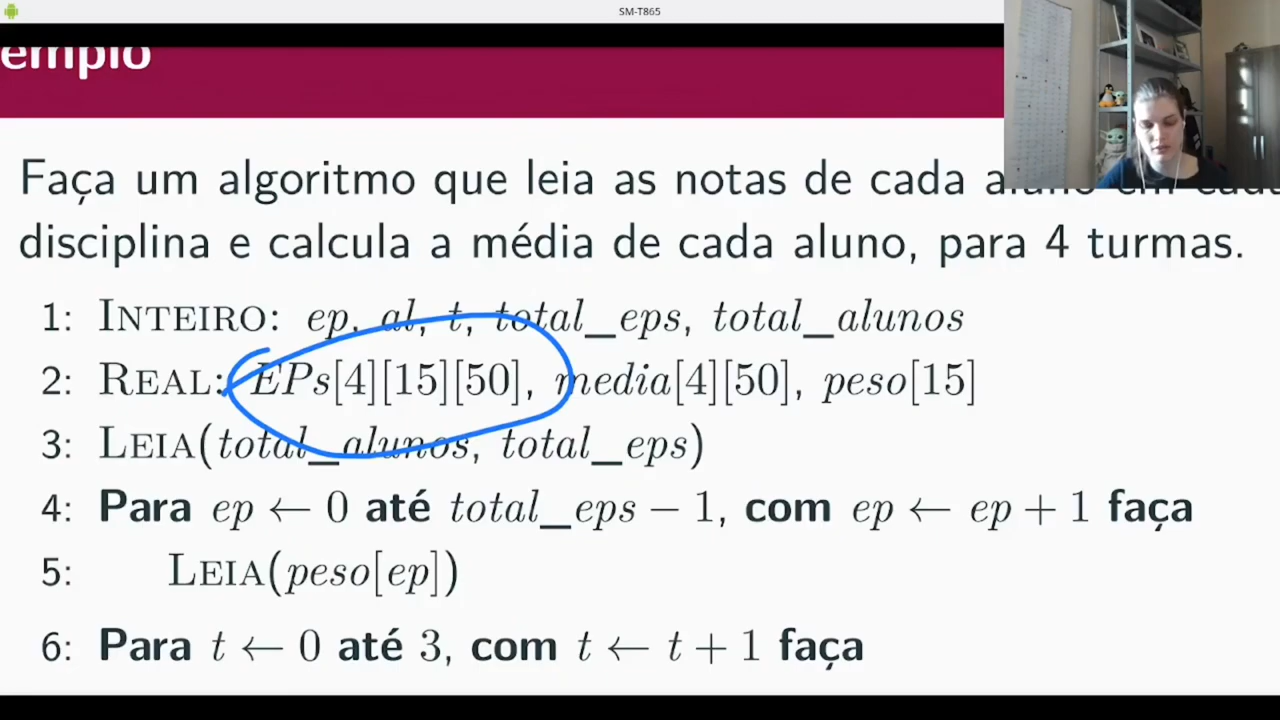 SM-T865
emplo
Faça um algoritmo que leia as notas de cada aluno em cada
disciplina e calcula a média de cada aluno, para 4 turmas.
1: INTEIRO: ep, al, t, total_eps, total_alunos
2: REAL: EPs[4][15][50], media[4][50], peso[15]
3: LEIA(total_alunos, total_eps)
4: Para ep ← 0 até total_eps − 1, com ep ← ep + 1 faça
5: LEIA(peso[ep])
6: Para t ← 0 até 3, com t ← t + 1 faça